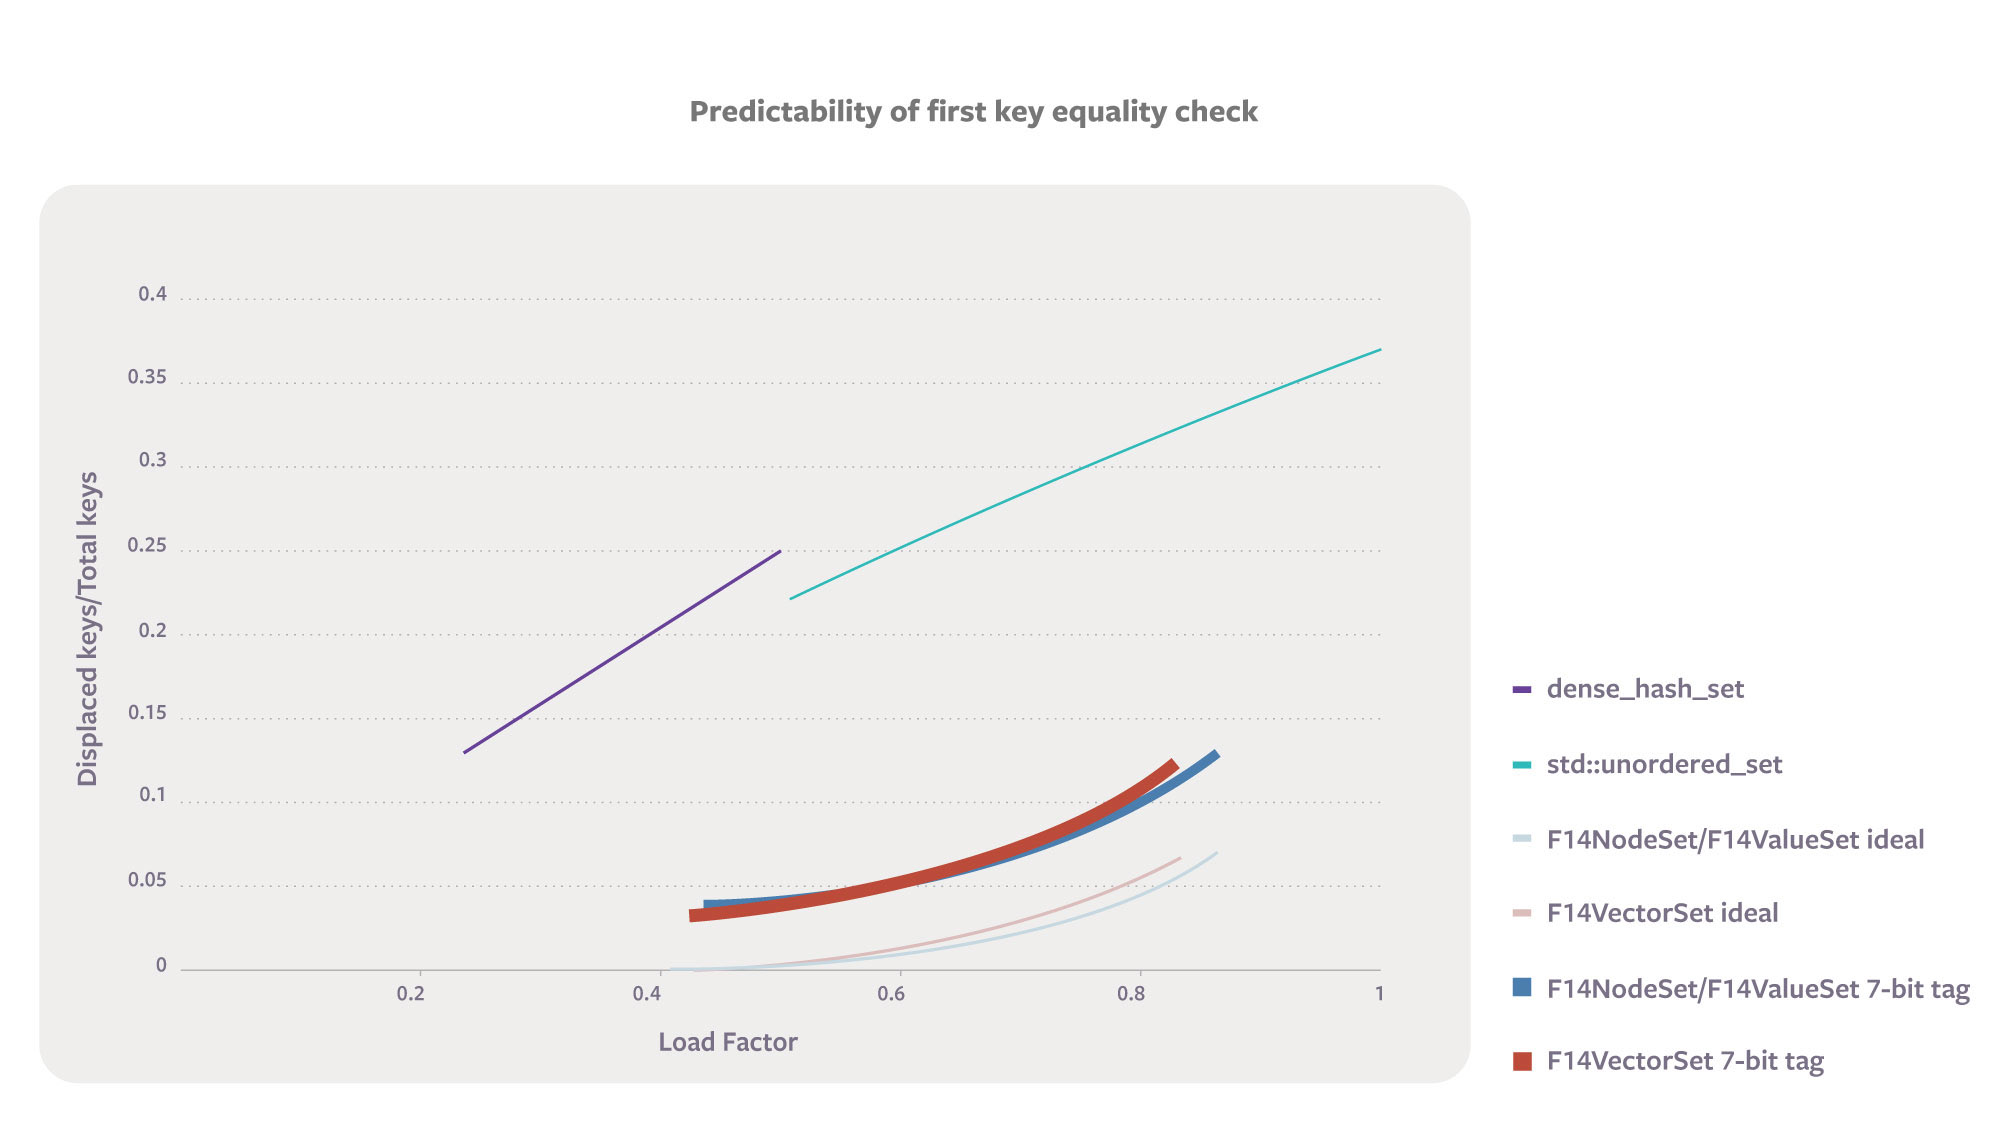 Predictability of first key equality check
0.4
0.35
0.3
0.25
0.2
0.15
0.1
0.05
0
Displaced keys/Total keys
0.2
0.4
0.6
0.8
1
Load Factor
dense_hash_set
std::unordered_set
F14NodeSet/F14ValueSet ideal
F14VectorSet ideal
F14NodeSet/F14ValueSet 7-bit tag
F14VectorSet 7-bit tag